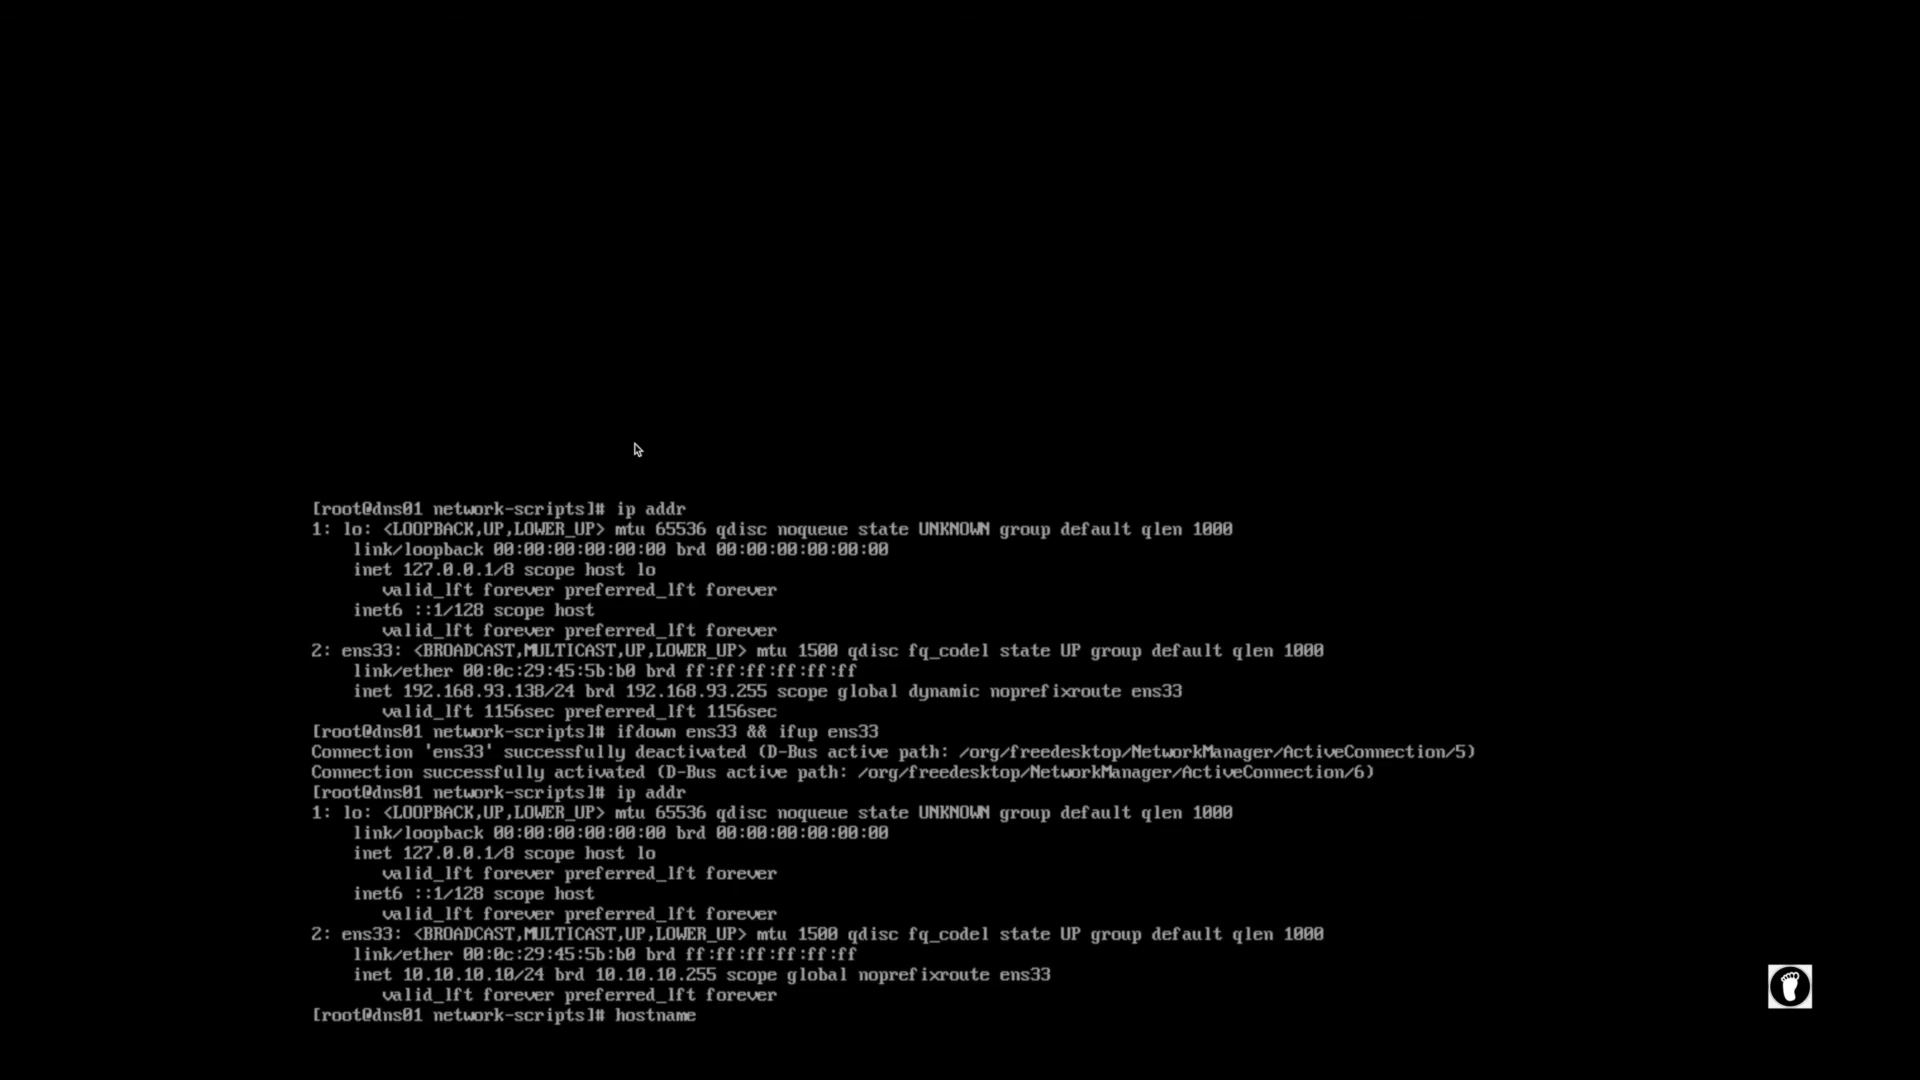 [root@dns01 network-scripts]# ip addr
1: lo: <LOOPBACK,UP,LOWER_UP> mtu 65536 qdisc noqueue state UNKNOWN group default qlen 1000
    link/loopback 00:00:00:00:00:00 brd 00:00:00:00:00:00
    inet 127.0.0.1/8 scope host lo
       valid_lft forever preferred_lft forever
    inet6 ::1/128 scope host
       valid_lft forever preferred_lft forever
2: ens33: <BROADCAST,MULTICAST,UP,LOWER_UP> mtu 1500 qdisc fq_codel state UP group default qlen 1000
    link/ether 00:0c:29:45:5b:b0 brd ff:ff:ff:ff:ff:ff
    inet 192.168.93.138/24 brd 192.168.93.255 scope global dynamic noprefixroute ens33
       valid_lft 1156sec preferred_lft 1156sec
[root@dns01 network-scripts]# ifdown ens33 && ifup ens33
Connection 'ens33' successfully deactivated (D-Bus active path: /org/freedesktop/NetworkManager/ActiveConnection/5)
Connection successfully activated (D-Bus active path: /org/freedesktop/NetworkManager/ActiveConnection/6)
[root@dns01 network-scripts]# ip addr
1: lo: <LOOPBACK,UP,LOWER_UP> mtu 65536 qdisc noqueue state UNKNOWN group default qlen 1000
    link/loopback 00:00:00:00:00:00 brd 00:00:00:00:00:00
    inet 127.0.0.1/8 scope host lo
       valid_lft forever preferred_lft forever
    inet6 ::1/128 scope host
       valid_lft forever preferred_lft forever
2: ens33: <BROADCAST,MULTICAST,UP,LOWER_UP> mtu 1500 qdisc fq_codel state UP group default qlen 1000
    link/ether 00:0c:29:45:5b:b0 brd ff:ff:ff:ff:ff:ff
    inet 10.10.10.10/24 brd 10.10.10.255 scope global noprefixroute ens33
       valid_lft forever preferred_lft forever
[root@dns01 network-scripts]# hostname